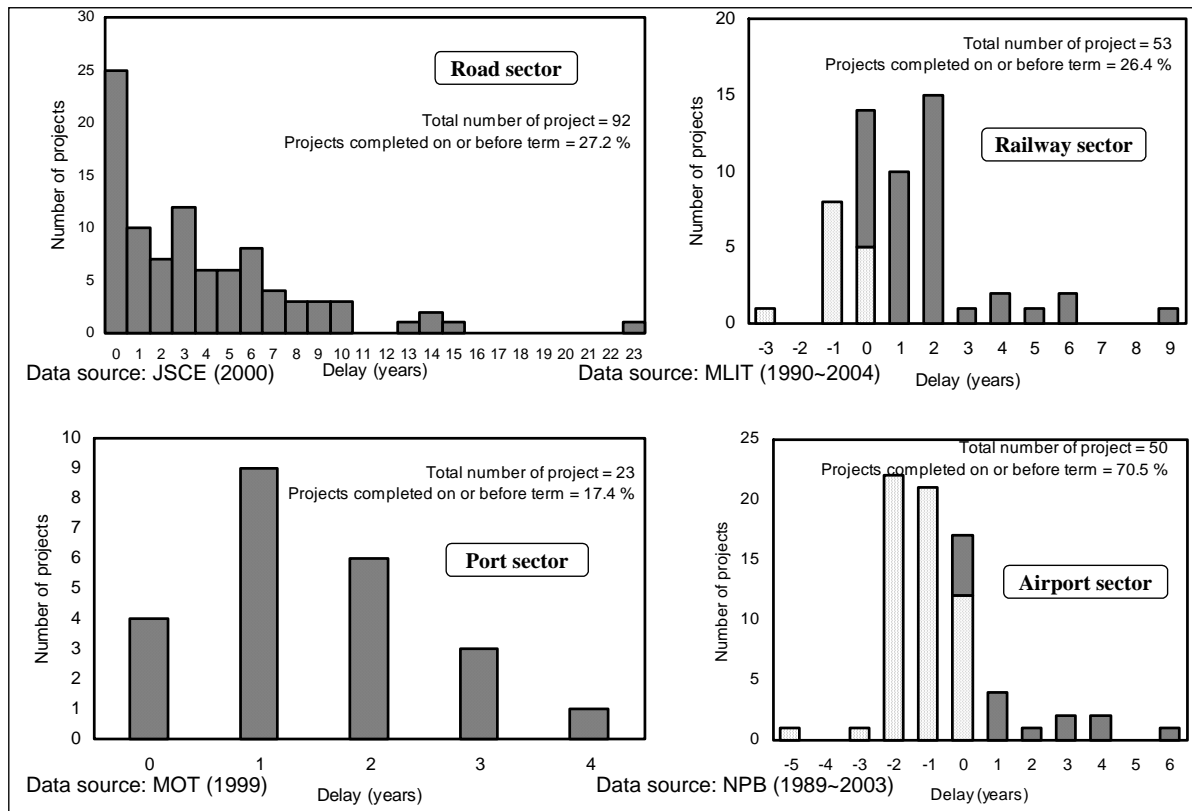 Road sector
Total number of project = 92
Projects completed on or before term = 27.2 %
Number of projects
30
25
20
15
10
5
0
0 1 2 3 4 5 6 7 8 9 10 11 12 13 14 15 16 17 18 19 20 21 22 23
Delay (years)
Data source: JSCE (2000)
Total number of project = 53
Projects completed on or before term = 26.4 %
Railway sector
Number of projects
20
15
10
5
0
-3 -2 -1 0 1 2 3 4 5 6 7 8 9
Delay (years)
Data source: MLIT (1990~2004)
Total number of project = 23
Projects completed on or before term = 17.4 %
Port sector
Number of projects
10
9
8
7
6
5
4
3
2
1
0
0 1 2 3 4
Delay (years)
Data source: MOT (1999)
Total number of project = 50
Projects completed on or before term = 70.5 %
Airport sector
Number of projects
25
20
15
10
5
0
-5 -4 -3 -2 -1 0 1 2 3 4 5 6
Delay (years)
Data source: NPB (1989~2003)